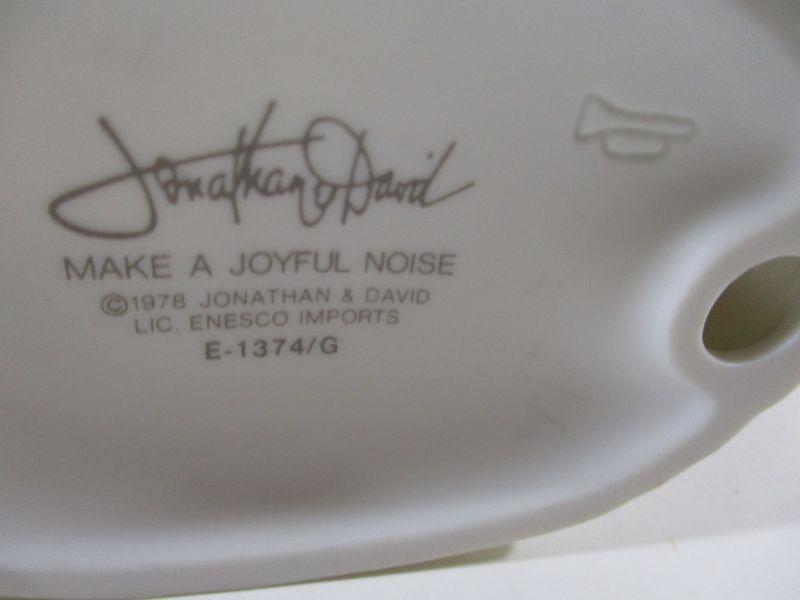 Jonathan & David
MAKE A JOYFUL NOISE
©1978 JONATHAN & DAVID
LIC. ENESCO IMPORTS
E-1374/G